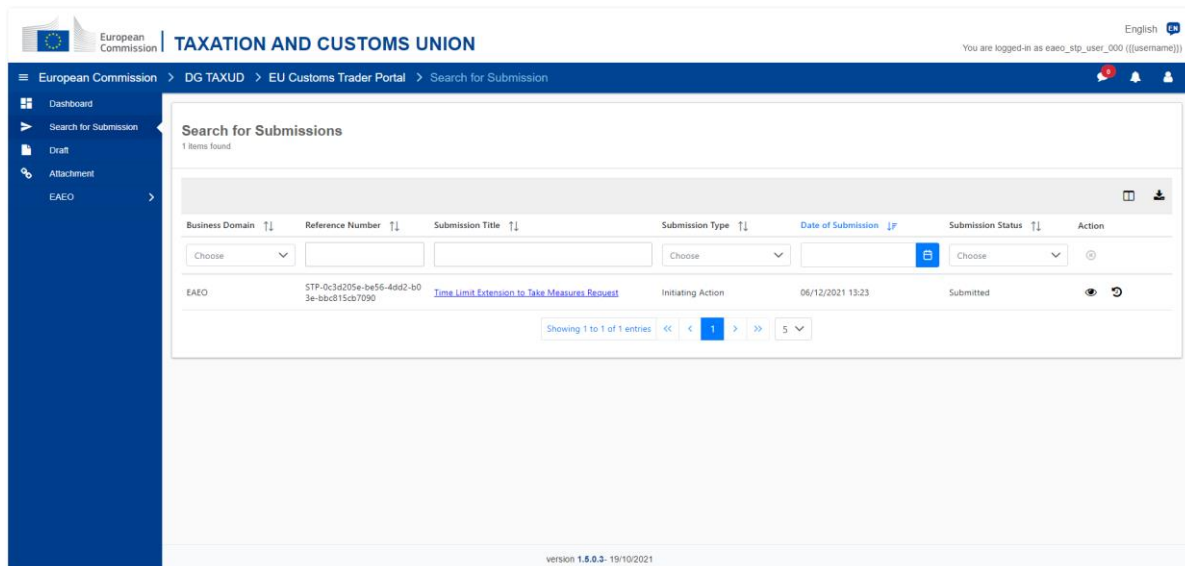 English EN
European
Commission
TAXATION AND CUSTOMS UNION
You are logged-in as eaeo_stp_user_000 ({{username}})
European Commission > DG TAXUD > EU Customs Trader Portal > Search for Submission
0
Dashboard
Search for Submission
Draft
Attachment
EAEO
Search for Submissions
1 items found
Business Domain Reference Number Submission Title Submission Type Date of Submission Submission Status Action
Choose Choose Choose
EAEO STP-0c3d205e-be56-4dd2-b0 Time Limit Extension to Take Measures Request Initiating Action 06/12/2021 13:23 Submitted
3e-bbc815cb7090
Showing 1 to 1 of 1 entries << < 1 > >> 5
version 1.5.0.3- 19/10/2021